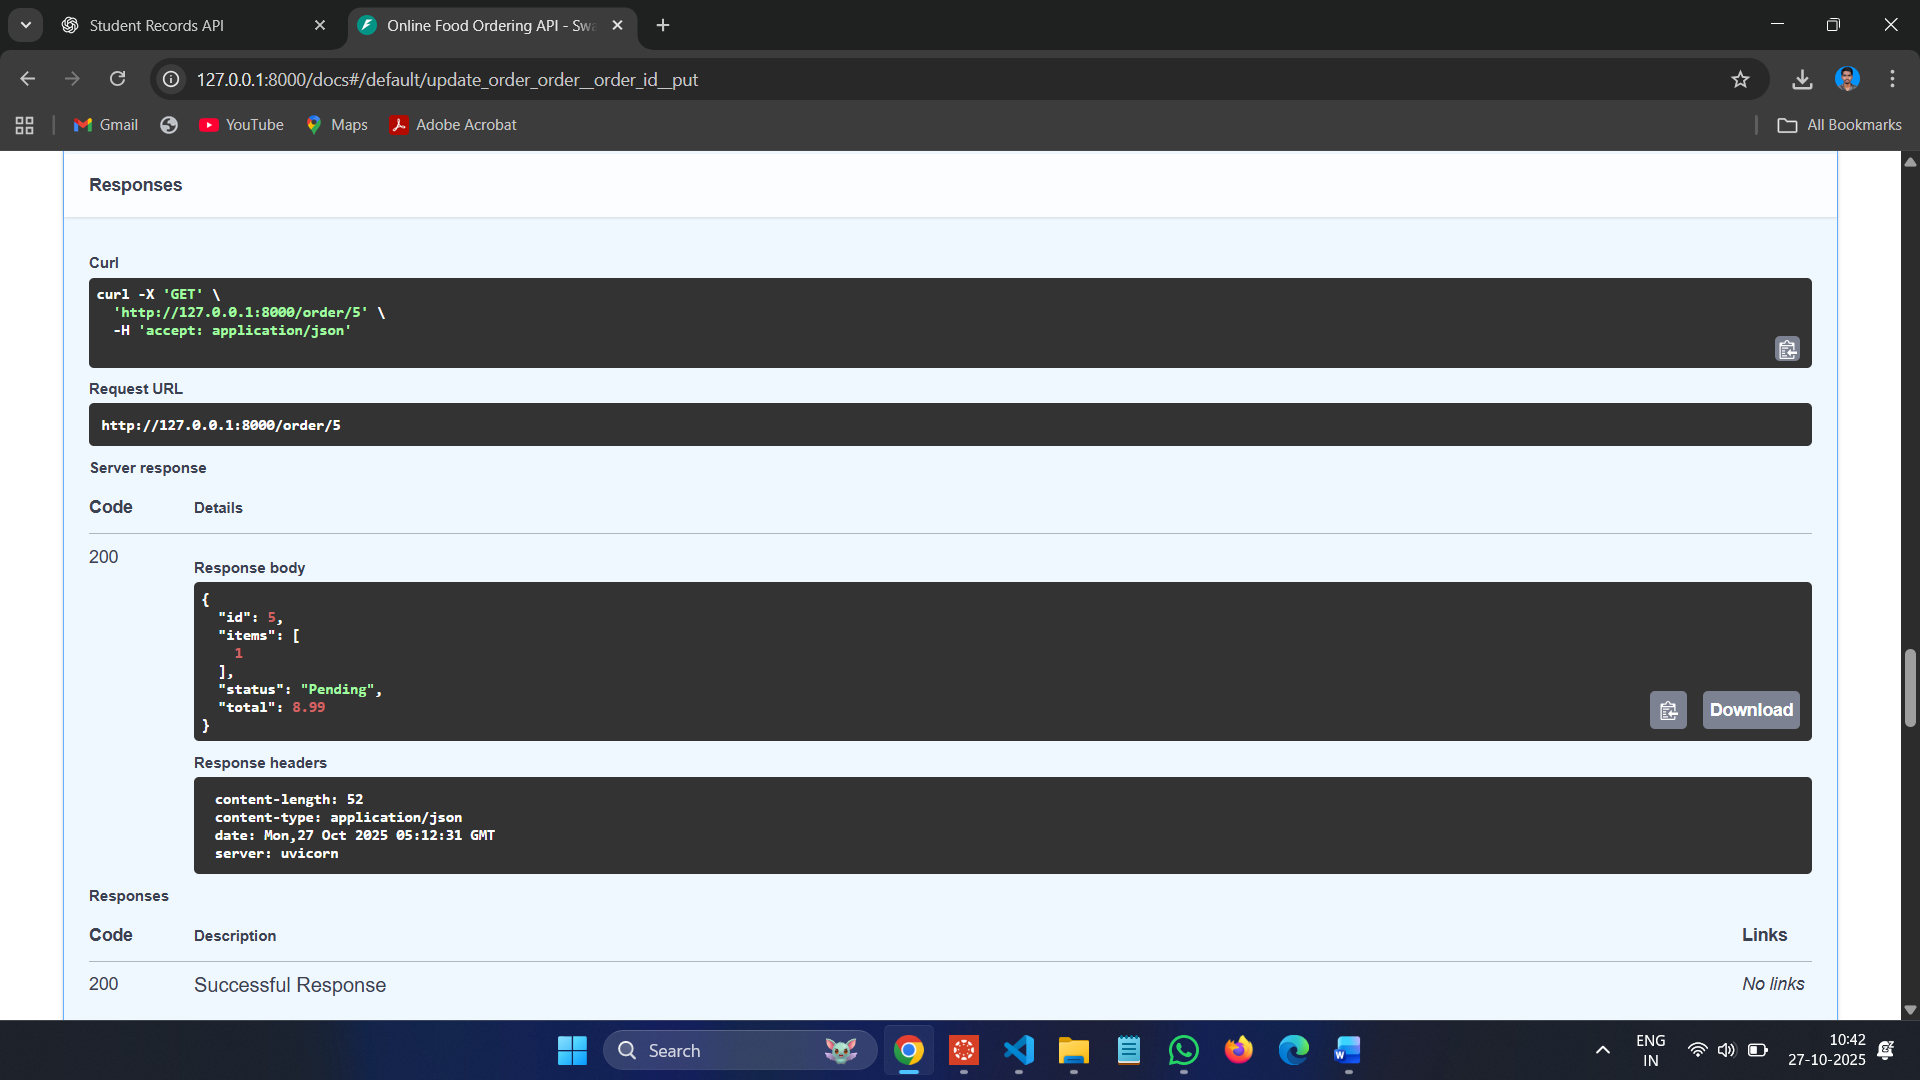 Student Records API
Online Food Ordering API - Swa
127.0.0.1:8000/docs#/default/update_order_order__order_id__put
Gmail
YouTube
Maps
Adobe Acrobat
All Bookmarks
Responses
Curl
curl -X 'GET' \
'http://127.0.0.1:8000/order/5' \
-H 'accept: application/json'
Request URL
http://127.0.0.1:8000/order/5
Server response
Code Details
200
Response body
{
"id": 5,
"items": [
1
],
"status": "Pending",
"total": 8.99
}
Download
Response headers
content-length: 52
content-type: application/json
date: Mon,27 Oct 2025 05:12:31 GMT
server: uvicorn
Responses
Code Description Links
200 Successful Response No links
Search
ENG
IN
10:42
27-10-2025